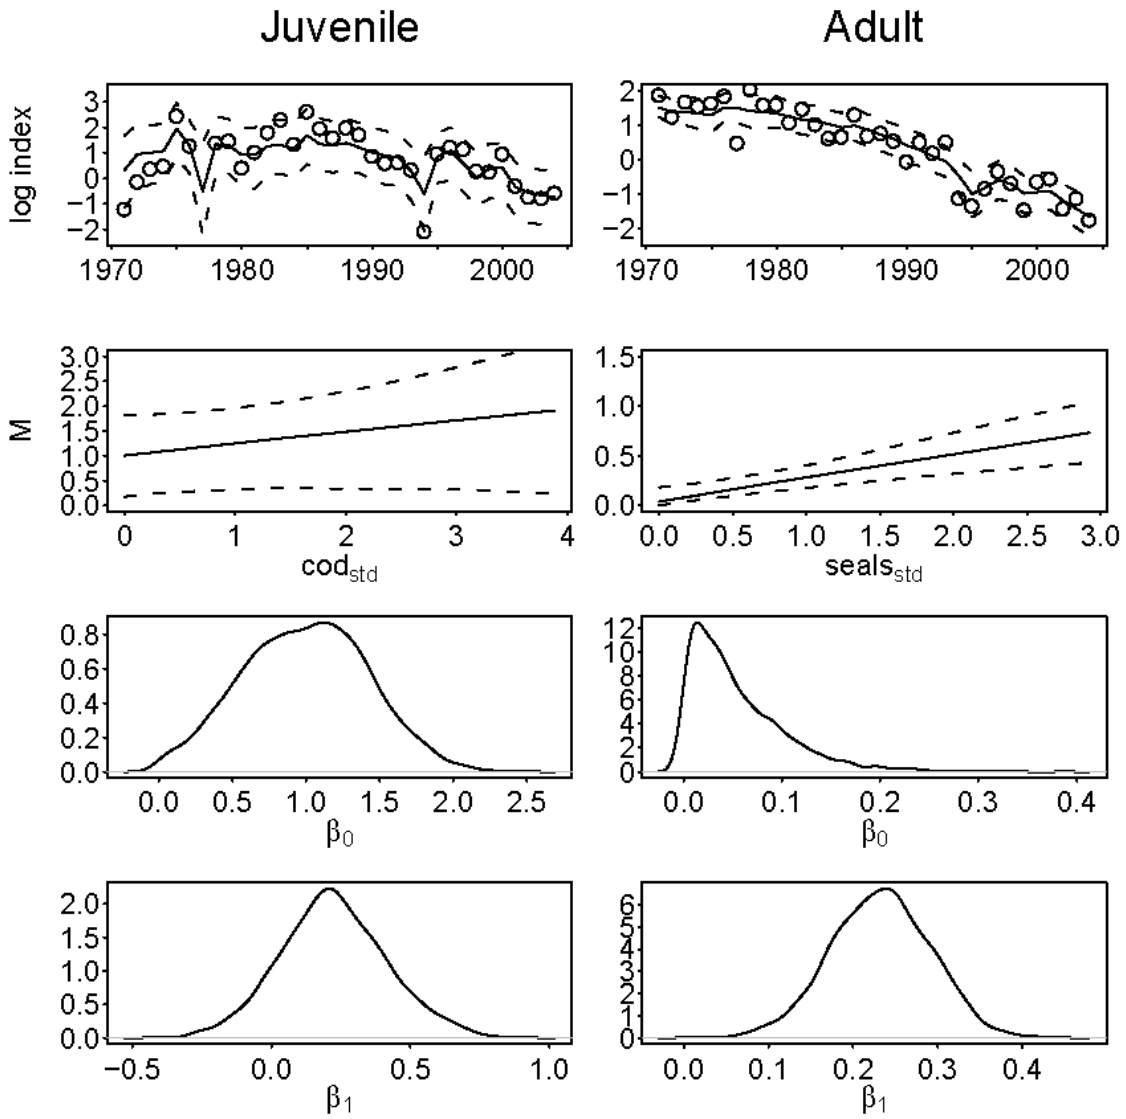 Juvenile Adult
log index
3
2
1
0
−1
−2
1970 1980 1990 2000
2
1
0
−1
−2
1970 1980 1990 2000
M
3.0
2.5
2.0
1.5
1.0
0.5
0.0
0 1 2 3 4
cod_std
1.5
1.0
0.5
0.0
0.0 0.5 1.0 1.5 2.0 2.5 3.0
seals_std
0.8
0.6
0.4
0.2
0.0
0.0 0.5 1.0 1.5 2.0 2.5
β₀
12
10
8
6
4
2
0
0.0 0.1 0.2 0.3 0.4
β₀
2.0
1.5
1.0
0.5
0.0
−0.5 0.0 0.5 1.0
β₁
6
5
4
3
2
1
0
0.0 0.1 0.2 0.3 0.4
β₁